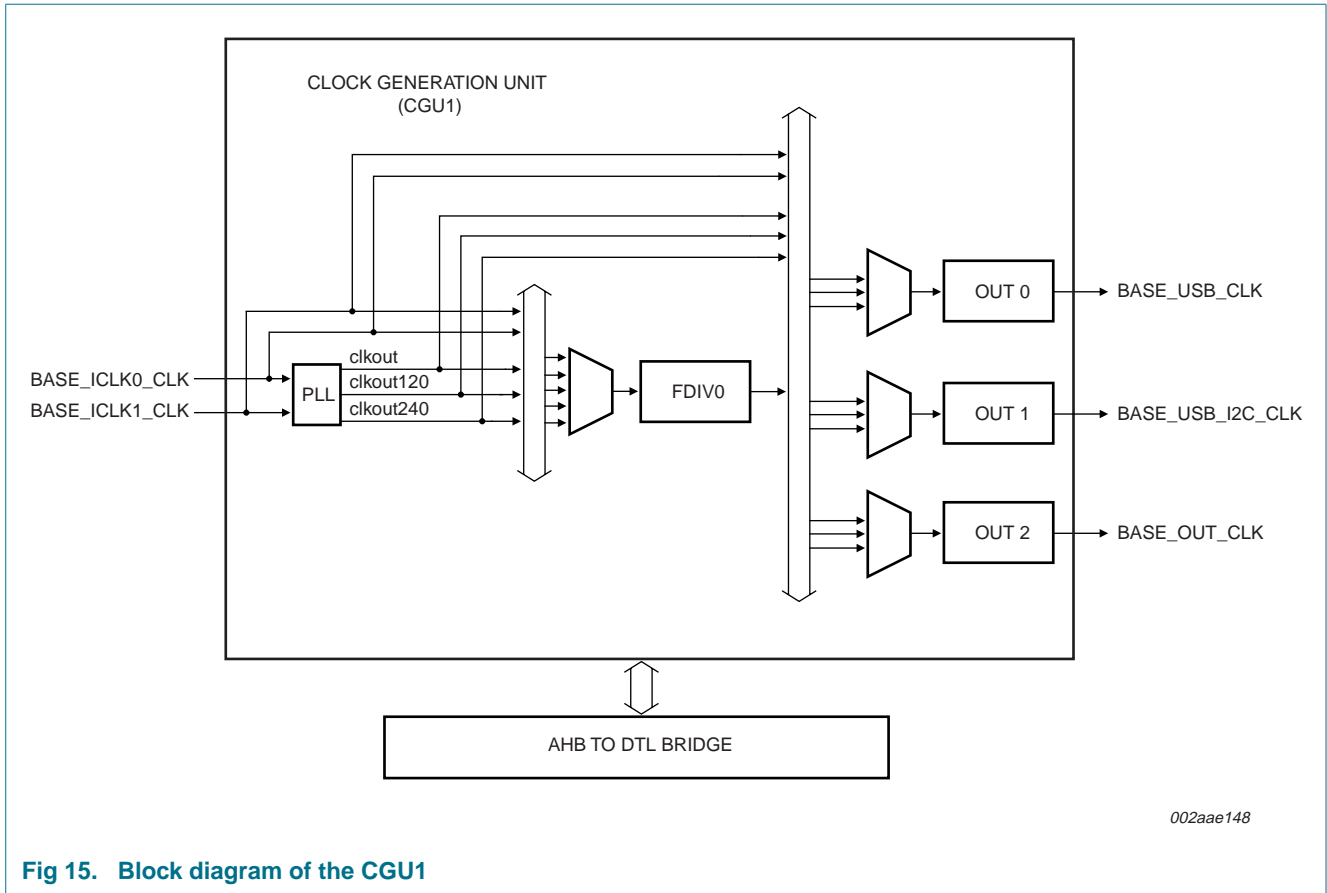 CLOCK GENERATION UNIT
(CGU1)
BASE_ICLK0_CLK
BASE_ICLK1_CLK
PLL
clkout
clkout120
clkout240
FDIV0
OUT 0
BASE_USB_CLK
OUT 1
BASE_USB_I2C_CLK
OUT 2
BASE_OUT_CLK
AHB TO DTL BRIDGE
002aae148
Fig 15. Block diagram of the CGU1